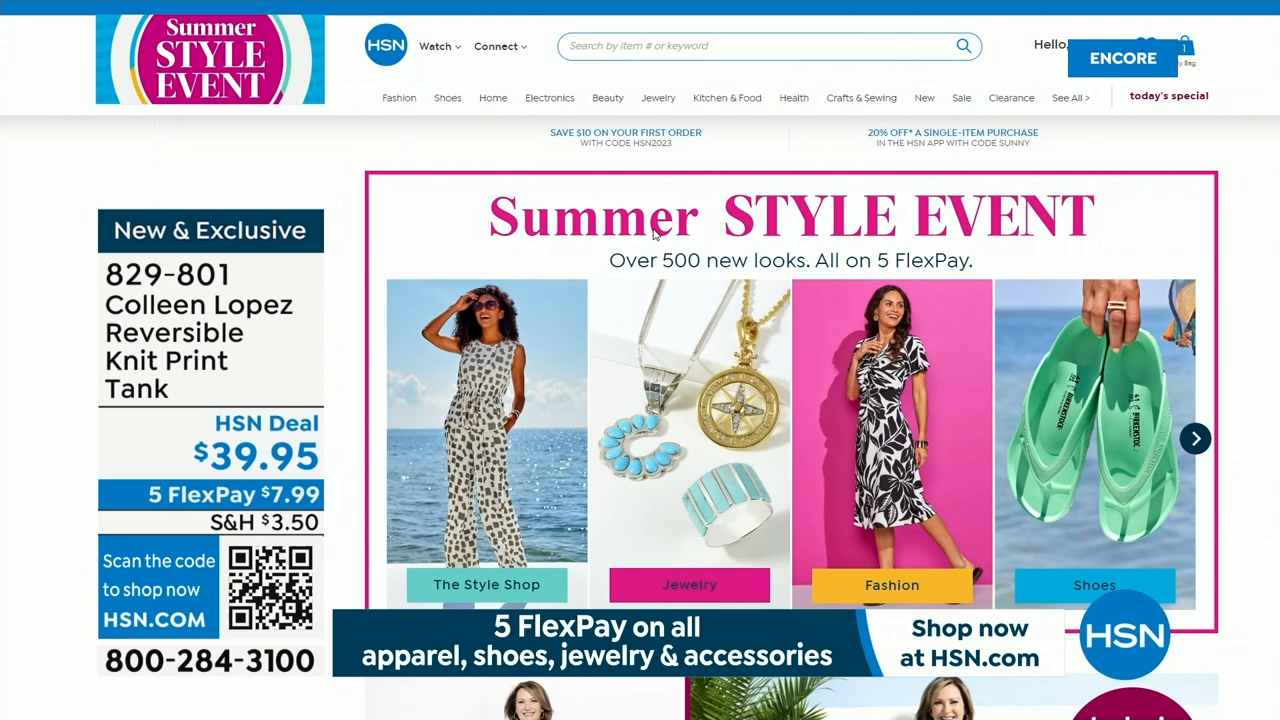 Summer
STYLE
EVENT
HSN
Watch
Connect
Search by item # or keyword
Hello,
ENCORE
1
Fashion
Shoes
Home
Electronics
Beauty
Jewelry
Kitchen & Food
Health
Crafts & Sewing
New
Sale
Clearance
See All >
today's special
SAVE $10 ON YOUR FIRST ORDER
WITH CODE HSN2023
20% OFF* A SINGLE-ITEM PURCHASE
IN THE HSN APP WITH CODE SUNNY
Summer STYLE EVENT
Over 500 new looks. All on 5 FlexPay.
The Style Shop
Jewelry
Fashion
Shoes
BIRKENSTOCK
New & Exclusive
829-801
Colleen Lopez
Reversible
Knit Print
Tank
HSN Deal
$39.95
5 FlexPay $7.99
S&H $3.50
Scan the code
to shop now
HSN.COM
800-284-3100
5 FlexPay on all
apparel, shoes, jewelry & accessories
Shop now
at HSN.com
HSN